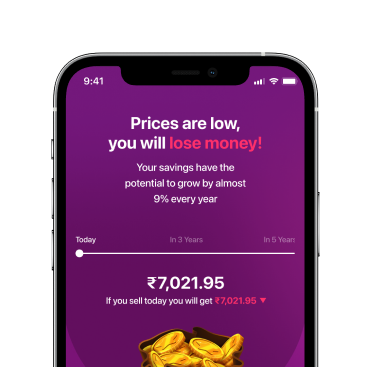 9:41
Prices are low,
you will lose money!
Your savings have the
potential to grow by almost
9% every year
Today In 3 Years In 5 Years
₹7,021.95
If you sell today you will get ₹7,021.95